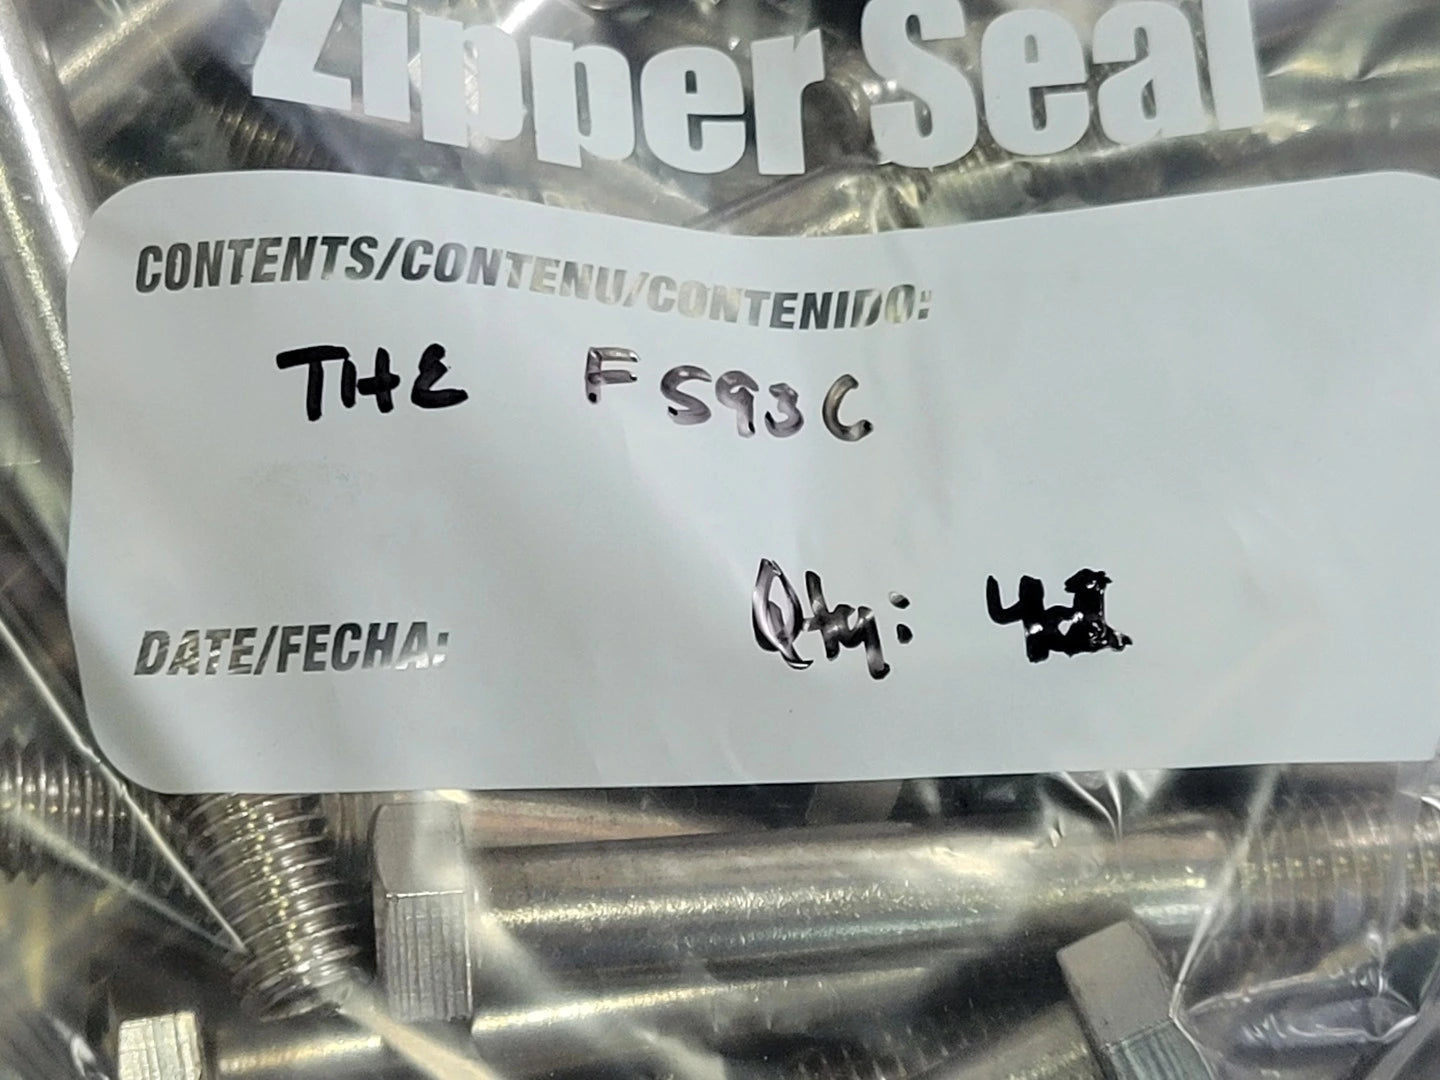 Zipper Seal
CONTENTS/CONTENU/CONTENIDO:
THE F593C
DATE/FECHA:
Qty: